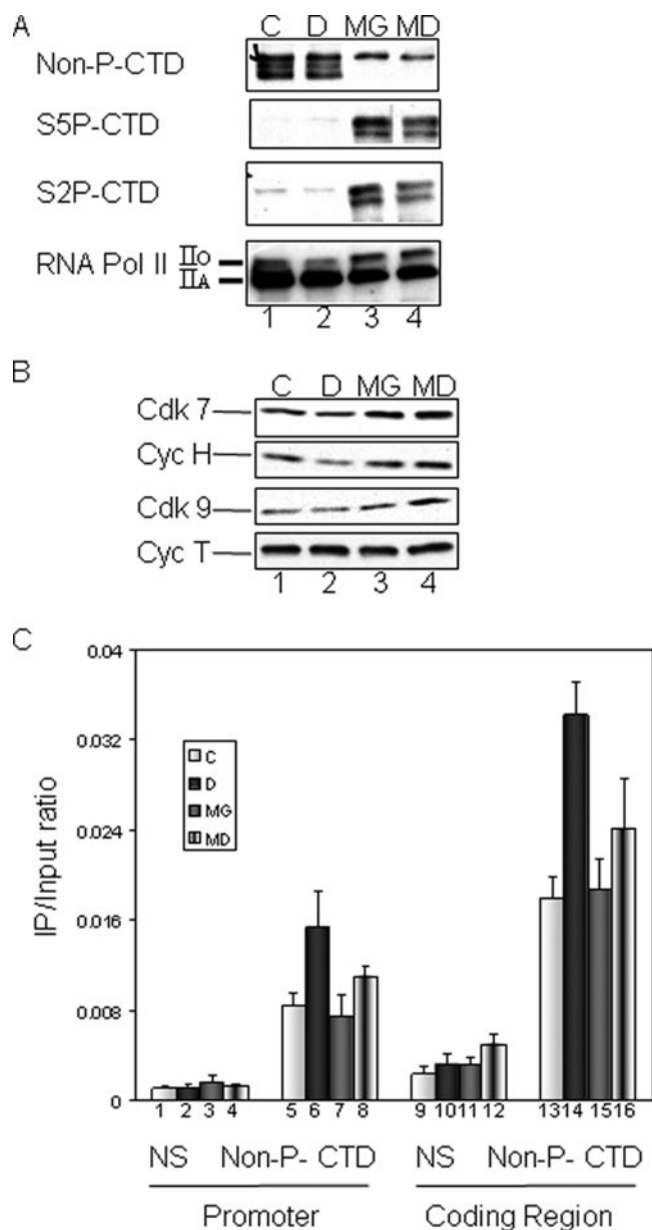 A
C D MG MD
Non-P-CTD
S5P-CTD
S2P-CTD
RNA Pol II IIO
IIA
1 2 3 4
B
C D MG MD
Cdk 7
Cyc H
Cdk 9
Cyc T
1 2 3 4
C
0.04
0.032
0.024
0.016
0.008
0
IP/Input ratio
C
D
MG
MD
1 2 3 4 5 6 7 8 9 10 11 12 13 14 15 16
NS Non-P- CTD NS Non-P- CTD
Promoter Coding Region